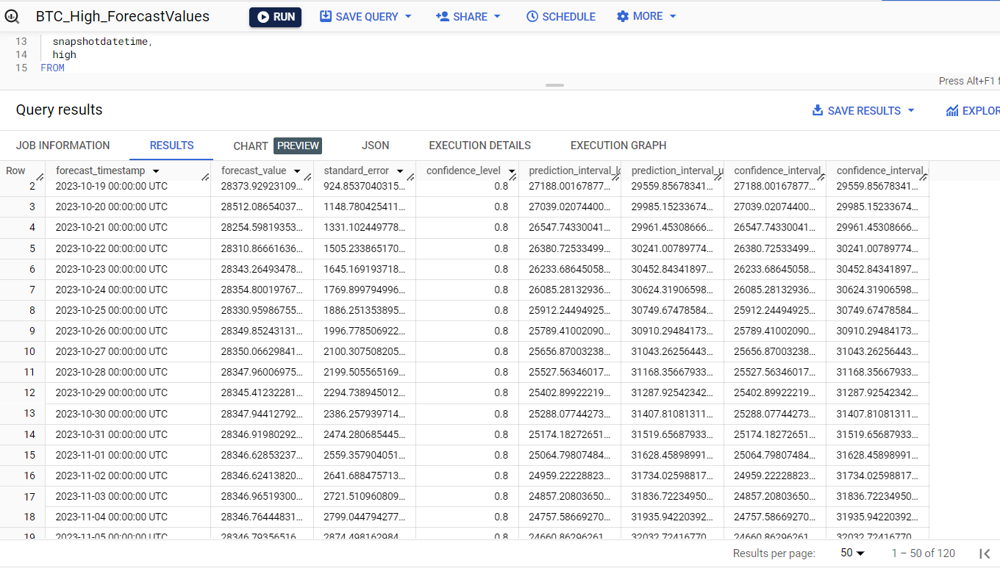 BTC_High_ForecastValues RUN SAVE QUERY SHARE SCHEDULE MORE
13 snapshotdatetime,
14 high
15 FROM
Press Alt+F1 f
Query results SAVE RESULTS EXPLOR
JOB INFORMATION RESULTS CHART PREVIEW JSON EXECUTION DETAILS EXECUTION GRAPH
Row forecast_timestamp forecast_value standard_error confidence_level prediction_interval_lo prediction_interval_u confidence_interval_ confidence_interval_u
2 2023-10-19 00:00:00 UTC 28373.92923109... 924.8537040315... 0.8 27188.00167877... 29559.85678341... 27188.00167877... 29559.85678341...
3 2023-10-20 00:00:00 UTC 28512.08654037... 1148.780425411... 0.8 27039.02074400... 29985.15233674... 27039.02074400... 29985.15233674...
4 2023-10-21 00:00:00 UTC 28254.59819353... 1331.102449778... 0.8 26547.74330041... 29961.45308666... 26547.74330041... 29961.45308666...
5 2023-10-22 00:00:00 UTC 28310.86661636... 1505.233865170... 0.8 26380.72533499... 30241.00789774... 26380.72533499... 30241.00789774...
6 2023-10-23 00:00:00 UTC 28343.26493478... 1645.169193718... 0.8 26233.68645058... 30452.84341897... 26233.68645058... 30452.84341897...
7 2023-10-24 00:00:00 UTC 28354.80019767... 1769.899794996... 0.8 26085.28132936... 30624.31906598... 26085.28132936... 30624.31906598...
8 2023-10-25 00:00:00 UTC 28330.95986755... 1886.251353895... 0.8 25912.24494925... 30749.67478584... 25912.24494925... 30749.67478584...
9 2023-10-26 00:00:00 UTC 28349.85243131... 1996.778506922... 0.8 25789.41002090... 30910.29484173... 25789.41002090... 30910.29484173...
10 2023-10-27 00:00:00 UTC 28350.06629841... 2100.307508205... 0.8 25656.87003238... 31043.26256443... 25656.87003238... 31043.26256443...
11 2023-10-28 00:00:00 UTC 28347.96006975... 2199.505565169... 0.8 25527.56346017... 31168.35667933... 25527.56346017... 31168.35667933...
12 2023-10-29 00:00:00 UTC 28345.41232281... 2294.738945012... 0.8 25402.89922219... 31287.92542342... 25402.89922219... 31287.92542342...
13 2023-10-30 00:00:00 UTC 28347.94412792... 2386.257939714... 0.8 25288.07744273... 31407.81081311... 25288.07744273... 31407.81081311...
14 2023-10-31 00:00:00 UTC 28346.91980292... 2474.280685445... 0.8 25174.18272651... 31519.65687933... 25174.18272651... 31519.65687933...
15 2023-11-01 00:00:00 UTC 28346.62853237... 2559.357904051... 0.8 25064.79807484... 31628.45898991... 25064.79807484... 31628.45898991...
16 2023-11-02 00:00:00 UTC 28346.62413820... 2641.688475713... 0.8 24959.22228823... 31734.02598817... 24959.22228823... 31734.02598817...
17 2023-11-03 00:00:00 UTC 28346.96519300... 2721.510960809... 0.8 24857.20803650... 31836.72234950... 24857.20803650... 31836.72234950...
18 2023-11-04 00:00:00 UTC 28346.76444831... 2799.044794277... 0.8 24757.58669270... 31935.94220392... 24757.58669270... 31935.94220392...
19 2023-11-05 00:00:00 UTC 28346.79356516... 2874.498162984... 0.8 24660.86296261... 32032.72416770... 24660.86296261... 32032.72416770...
Results per page: 50 1 – 50 of 120